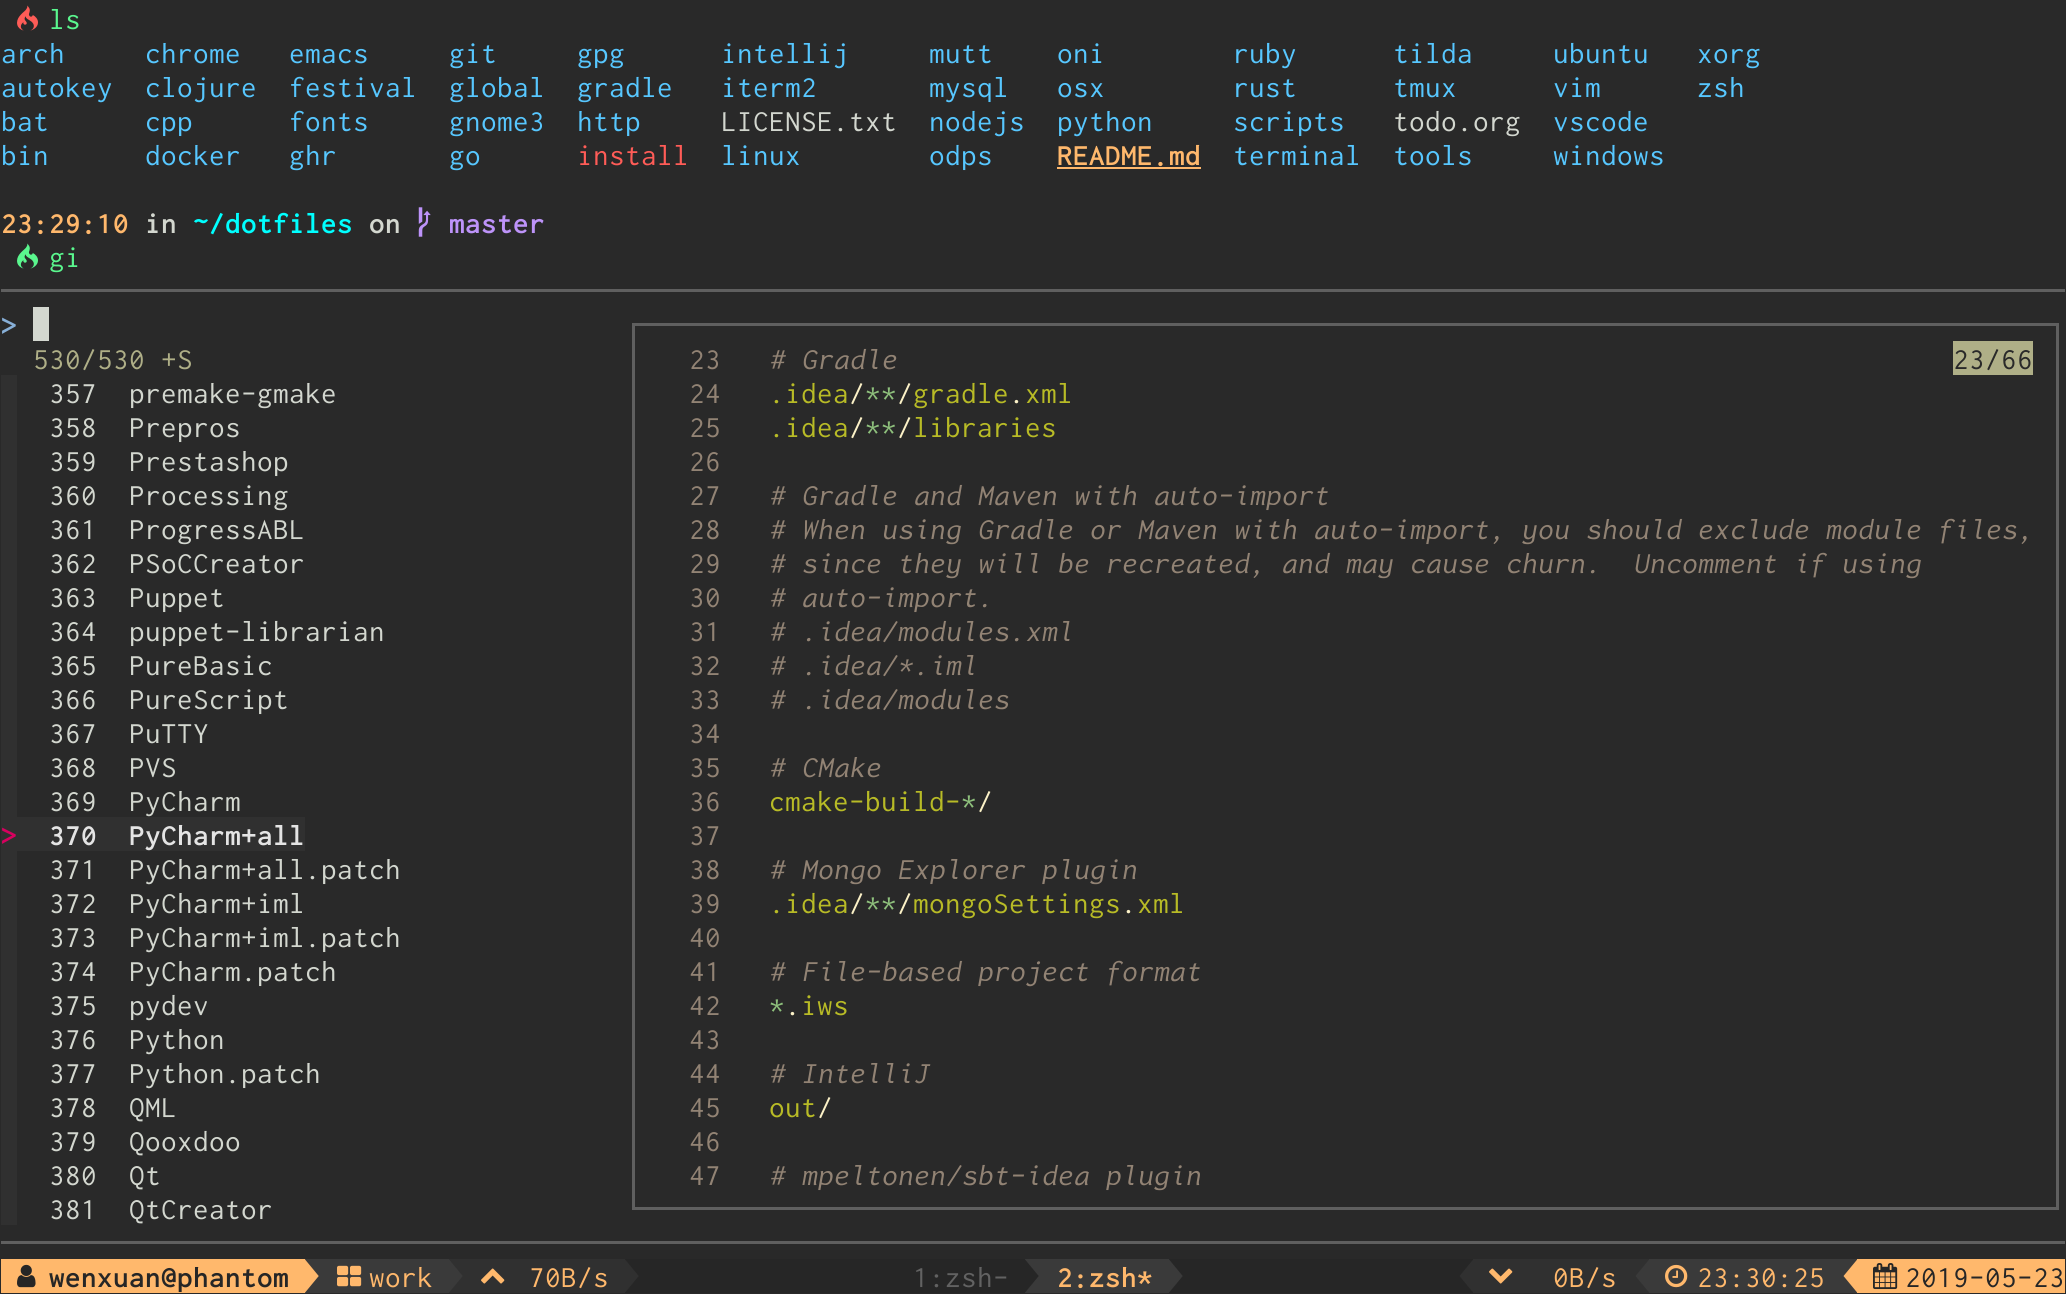 ls
arch chrome emacs git gpg intellij mutt oni ruby tilda ubuntu xorg
autokey clojure festival global gradle iterm2 mysql osx rust tmux vim zsh
bat cpp fonts gnome3 http LICENSE.txt nodejs python scripts todo.org vscode
bin docker ghr go install linux odps README.md terminal tools windows
23:29:10 in ~/dotfiles on master
gi
>
530/530 +S
357 premake-gmake
358 Prepros
359 Prestashop
360 Processing
361 ProgressABL
362 PSoCCreator
363 Puppet
364 puppet-librarian
365 PureBasic
366 PureScript
367 PuTTY
368 PVS
369 PyCharm
> 370 PyCharm+all
371 PyCharm+all.patch
372 PyCharm+iml
373 PyCharm+iml.patch
374 PyCharm.patch
375 pydev
376 Python
377 Python.patch
378 QML
379 Qooxdoo
380 Qt
381 QtCreator
23 # Gradle 23/66
24 .idea/**/gradle.xml
25 .idea/**/libraries
26
27 # Gradle and Maven with auto-import
28 # When using Gradle or Maven with auto-import, you should exclude module files,
29 # since they will be recreated, and may cause churn.  Uncomment if using
30 # auto-import.
31 # .idea/modules.xml
32 # .idea/*.iml
33 # .idea/modules
34
35 # CMake
36 cmake-build-*/
37
38 # Mongo Explorer plugin
39 .idea/**/mongoSettings.xml
40
41 # File-based project format
42 *.iws
43
44 # IntelliJ
45 out/
46
47 # mpeltonen/sbt-idea plugin
wenxuan@phantom work 70B/s 1:zsh- 2:zsh* 0B/s 23:30:25 2019-05-23